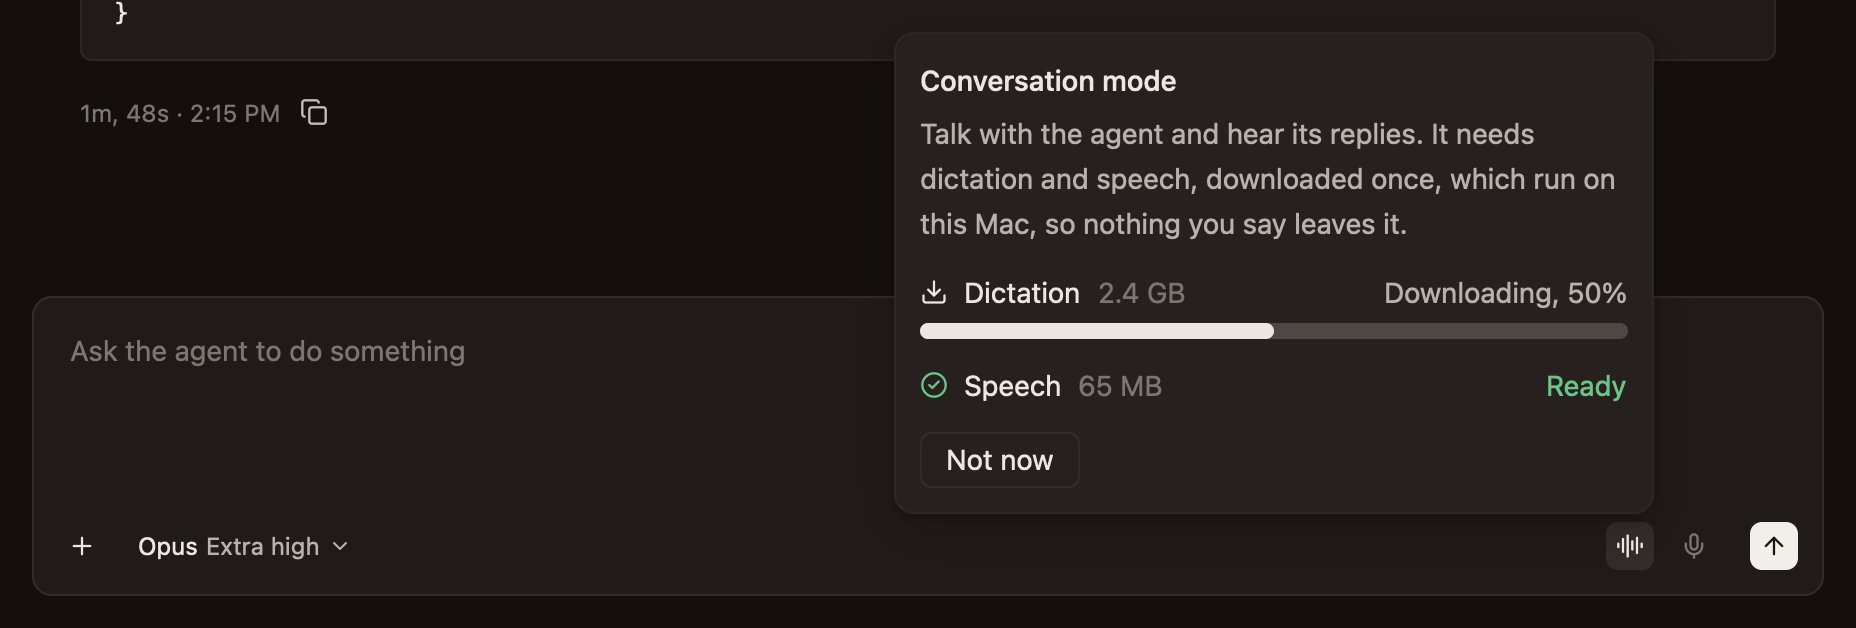 }
1m, 48s · 2:15 PM
Conversation mode
Talk with the agent and hear its replies. It needs
dictation and speech, downloaded once, which run on
this Mac, so nothing you say leaves it.
Dictation 2.4 GB Downloading, 50%
Speech 65 MB Ready
Not now
Ask the agent to do something
Opus Extra high